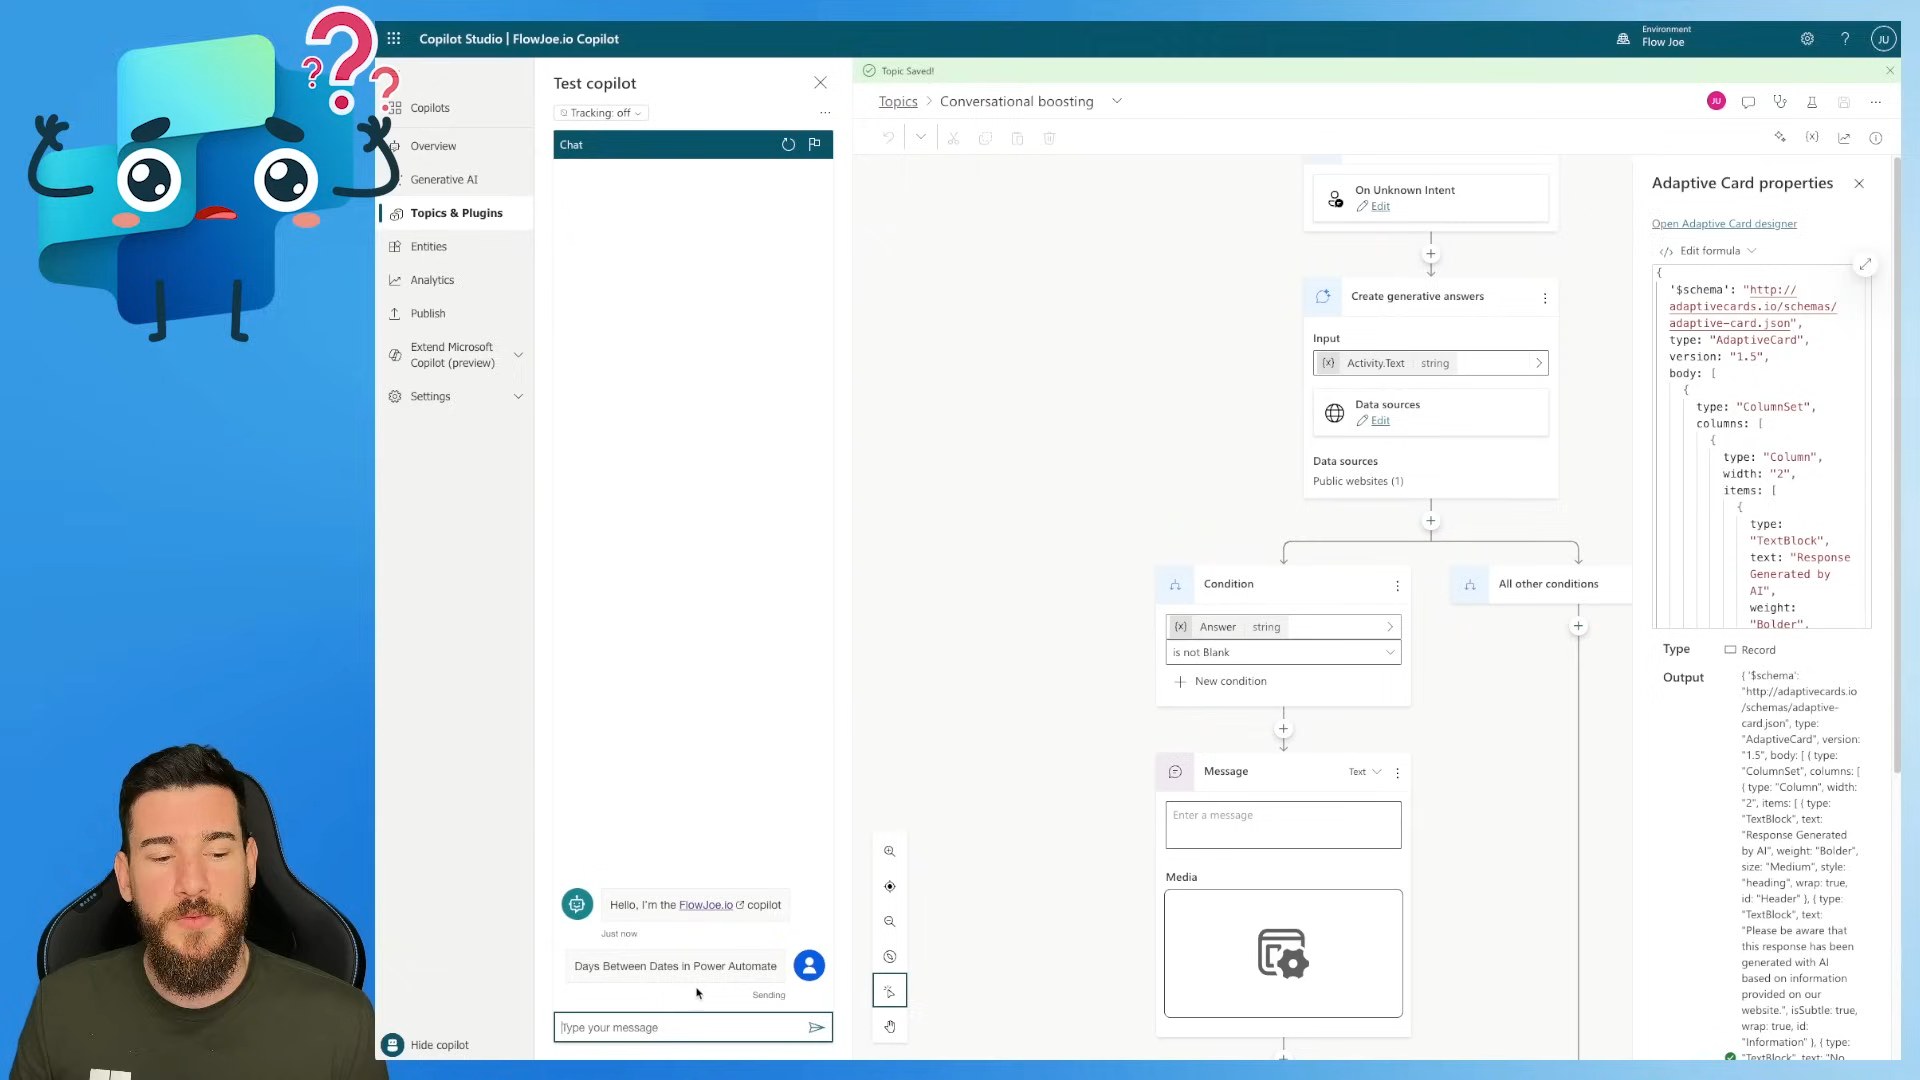 Copilot Studio | FlowJoe.io Copilot
Environment
Flow Joe
JU
Copilots
Overview
Generative AI
Topics & Plugins
Entities
Analytics
Publish
Extend Microsoft
Copilot (preview)
Settings
Hide copilot
Test copilot
Tracking: off
Chat
Hello, I'm the FlowJoe.io copilot
Just now
Days Between Dates in Power Automate
Sending
Type your message
Topic Saved!
Topics > Conversational boosting
JU
On Unknown Intent
Edit
Create generative answers
Input
{x} Activity.Text string
Data sources
Edit
Data sources
Public websites (1)
Condition
{x} Answer string
is not Blank
New condition
All other conditions
Message
Text
Enter a message
Media
Adaptive Card properties
Open Adaptive Card designer
</> Edit formula
{
'$schema': "http://
adaptivecards.io/schemas/
adaptive-card.json",
type: "AdaptiveCard",
version: "1.5",
body: [
{
type: "ColumnSet",
columns: [
{
type: "Column",
width: "2",
items: [
{
type:
"TextBlock",
text: "Response
Generated by
AI",
weight:
"Bolder",
Type
Record
Output
{ '$schema':
"http://adaptivecards.io
/schemas/adaptive-
card.json", type:
"AdaptiveCard", version:
"1.5", body: [ { type:
"ColumnSet", columns: [
{ type: "Column", width:
"2", items: [ { type:
"TextBlock", text:
"Response Generated
by AI", weight: "Bolder",
size: "Medium", style:
"heading", wrap: true,
id: "Header" }, { type:
"TextBlock", text:
"Please be aware that
this response has been
generated with AI
based on information
provided on our
website.", isSubtle: true,
wrap: true, id:
"Information" }, { type:
"TextBlock", text: "No